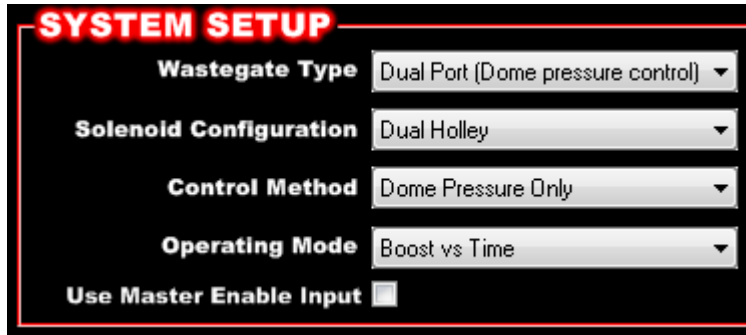 SYSTEM SETUP
Wastegate Type Dual Port (Dome pressure control)
Solenoid Configuration Dual Holley
Control Method Dome Pressure Only
Operating Mode Boost vs Time
Use Master Enable Input